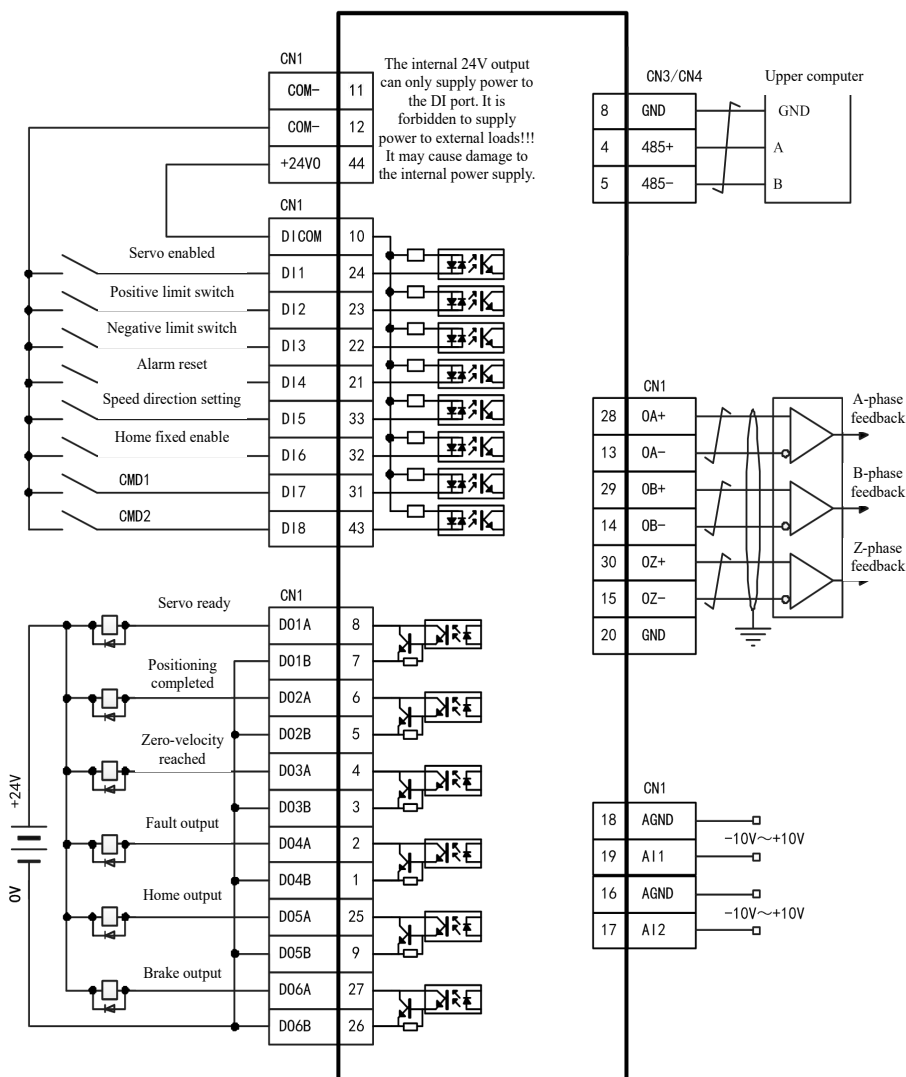 CN1
COM- 11
COM- 12
+24VO 44
The internal 24V output
can only supply power to
the DI port. It is
forbidden to supply
power to external loads!!!
It may cause damage to
the internal power supply.
CN1
DICOM 10
Servo enabled DI1 24
Positive limit switch DI2 23
Negative limit switch DI3 22
Alarm reset DI4 21
Speed direction setting DI5 33
Home fixed enable DI6 32
CMD1 DI7 31
CMD2 DI8 43
CN1
Servo ready DO1A 8
DO1B 7
Positioning
completed
DO2A 6
DO2B 5
Zero-velocity
reached
DO3A 4
DO3B 3
Fault output DO4A 2
DO4B 1
Home output DO5A 25
DO5B 9
Brake output DO6A 27
DO6B 26
+24V
0V
CN3/CN4
Upper computer
8 GND GND
4 485+ A
5 485- B
CN1
28 OA+
13 OA-
29 OB+
14 OB-
30 OZ+
15 OZ-
20 GND
A-phase
feedback
B-phase
feedback
Z-phase
feedback
CN1
18 AGND
19 AI1
-10V～+10V
16 AGND
17 AI2
-10V～+10V